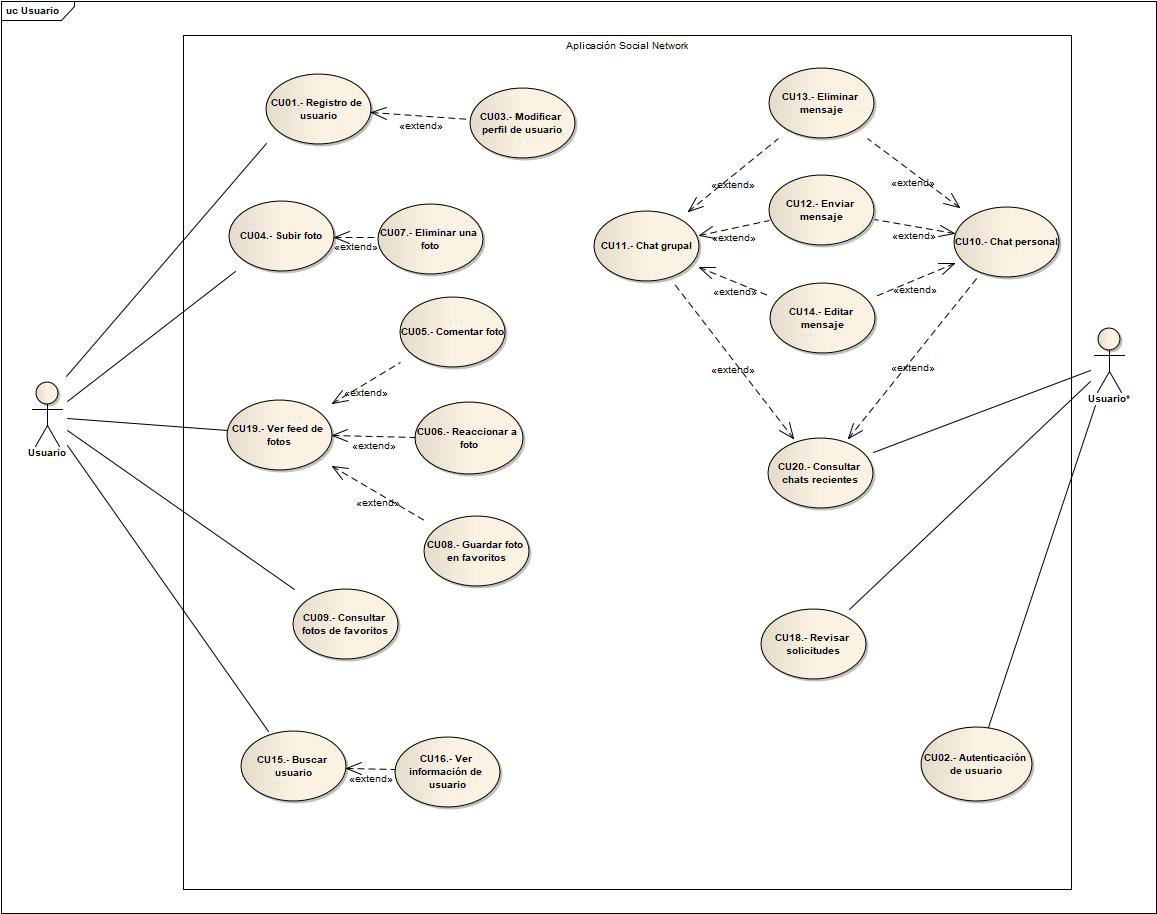 uc Usuario
Aplicación Social Network
CU01.- Registro de
usuario
«extend»
CU03.- Modificar
perfil de usuario
CU04.- Subir foto
«extend»
CU07.- Eliminar una
foto
CU05.- Comentar foto
«extend»
CU19.- Ver feed de
fotos
«extend»
CU06.- Reaccionar a
foto
«extend»
CU08.- Guardar foto
en favoritos
CU09.- Consultar
fotos de favoritos
CU15.- Buscar
usuario
«extend»
CU16.- Ver
información de
usuario
Usuario
CU13.- Eliminar
mensaje
«extend»
«extend»
CU12.- Enviar
mensaje
«extend»
«extend»
CU11.- Chat grupal
CU10.- Chat personal
«extend»
«extend»
CU14.- Editar
mensaje
«extend»
«extend»
CU20.- Consultar
chats recientes
Usuario*
CU18.- Revisar
solicitudes
CU02.- Autenticación
de usuario